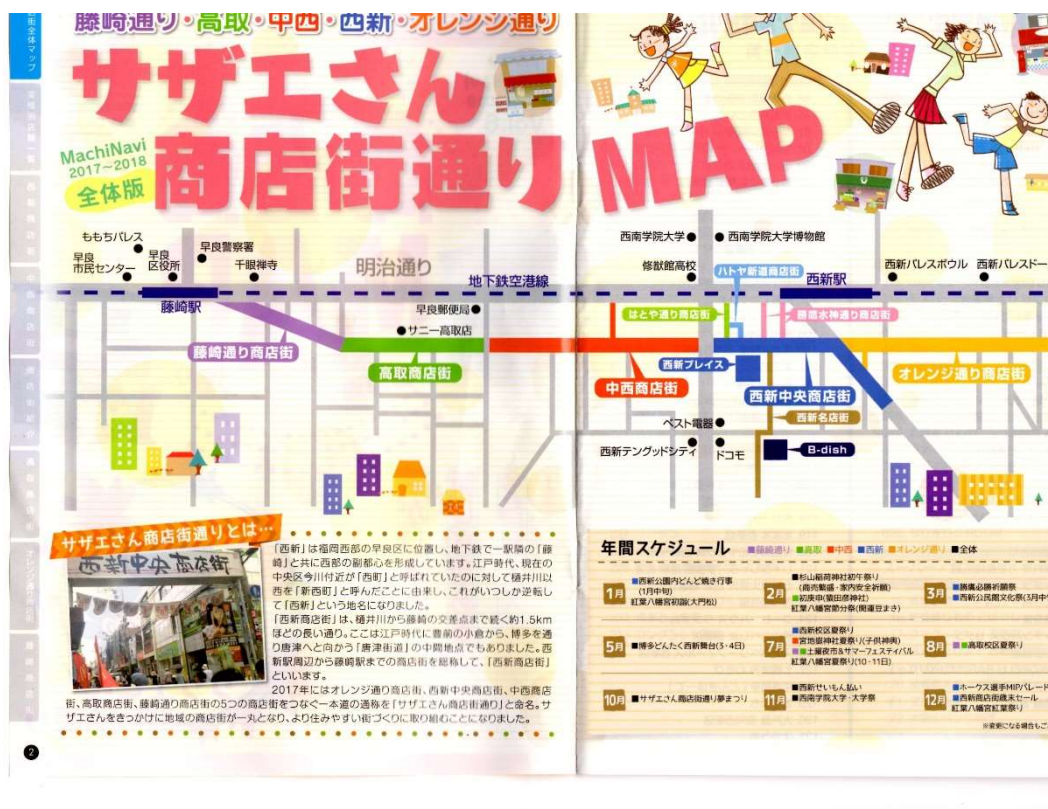 藤崎通り・高取・中西・西新・オレンジ通り
サザエさん
商店街通り
MAP
MachiNavi
2017～2018
全体版
ももちパレス
早良
市民センター
早良
区役所
早良警察署
千眼禅寺
明治通り
地下鉄空港線
藤崎駅
早良郵便局
サニー高取店
藤崎通り商店街
高取商店街
西南学院大学
西南学院大学博物館
修猷館高校
ハトヤ新道商店街
西新駅
西新パレスボウル
西新パレスドー
はとや通り商店街
勝鷹水神通り商店街
西新プレイス
中西商店街
西新中央商店街
オレンジ通り商店街
西新名店街
ベスト電器
西新テングッドシティ
ドコモ
B-dish
サザエさん商店街通りとは…
西新中央商店街
「西新」は福岡西部の早良区に位置し、地下鉄で一駅隣の「藤
崎」と共に西部の副都心を形成しています。江戸時代、現在の
中央区今川付近が「西町」と呼ばれていたのに対して樋井川以
西を「新西町」と呼んだことに由来し、これがいつしか逆転し
て「西新」という地名になりました。
「西新商店街」は、樋井川から藤崎の交差点まで続く約1.5km
ほどの長い通り。ここは江戸時代に豊前の小倉から、博多を通
り唐津へと向かう「唐津街道」の中間地点でもありました。西
新駅周辺から藤崎駅までの商店街を総称して、「西新商店街」
といいます。
2017年にはオレンジ通り商店街、西新中央商店街、中西商店
街、高取商店街、藤崎通り商店街の5つの商店街をつなぐ一本道の通称を「サザエさん商店街通り」と命名。サ
ザエさんをきっかけに地域の商店街が一丸となり、より住みやすい街づくりに取り組むことになりました。
年間スケジュール
■藤崎通り ■高取 ■中西 ■西新 ■オレンジ通り ■全体
1月
■西新公園内どんど焼き行事
(1月中旬)
紅葉八幡宮初詣(大門松)
2月
■杉山稲荷神社初午祭り
(商売繁盛・家内安全祈願)
■初庚申(猿田彦神社)
紅葉八幡宮節分祭(開運豆まき)
3月
■勝鷹必勝祈願祭
■西新公民館文化祭(3月中
5月
■博多どんたく西新舞台(3・4日)
7月
■西新校区夏祭り
■宮地嶽神社夏祭り(子供神輿)
■■土曜夜市&サマーフェスティバル
紅葉八幡宮夏祭り(10・11日)
8月
■■高取校区夏祭り
10月
■サザエさん商店街通り夢まつり
11月
■西新せいもん払い
■西南学院大学・大学祭
12月
■ホークス選手MIPパレード
■西新商店街歳末セール
紅葉八幡宮紅葉祭り
※変更になる場合もご
2